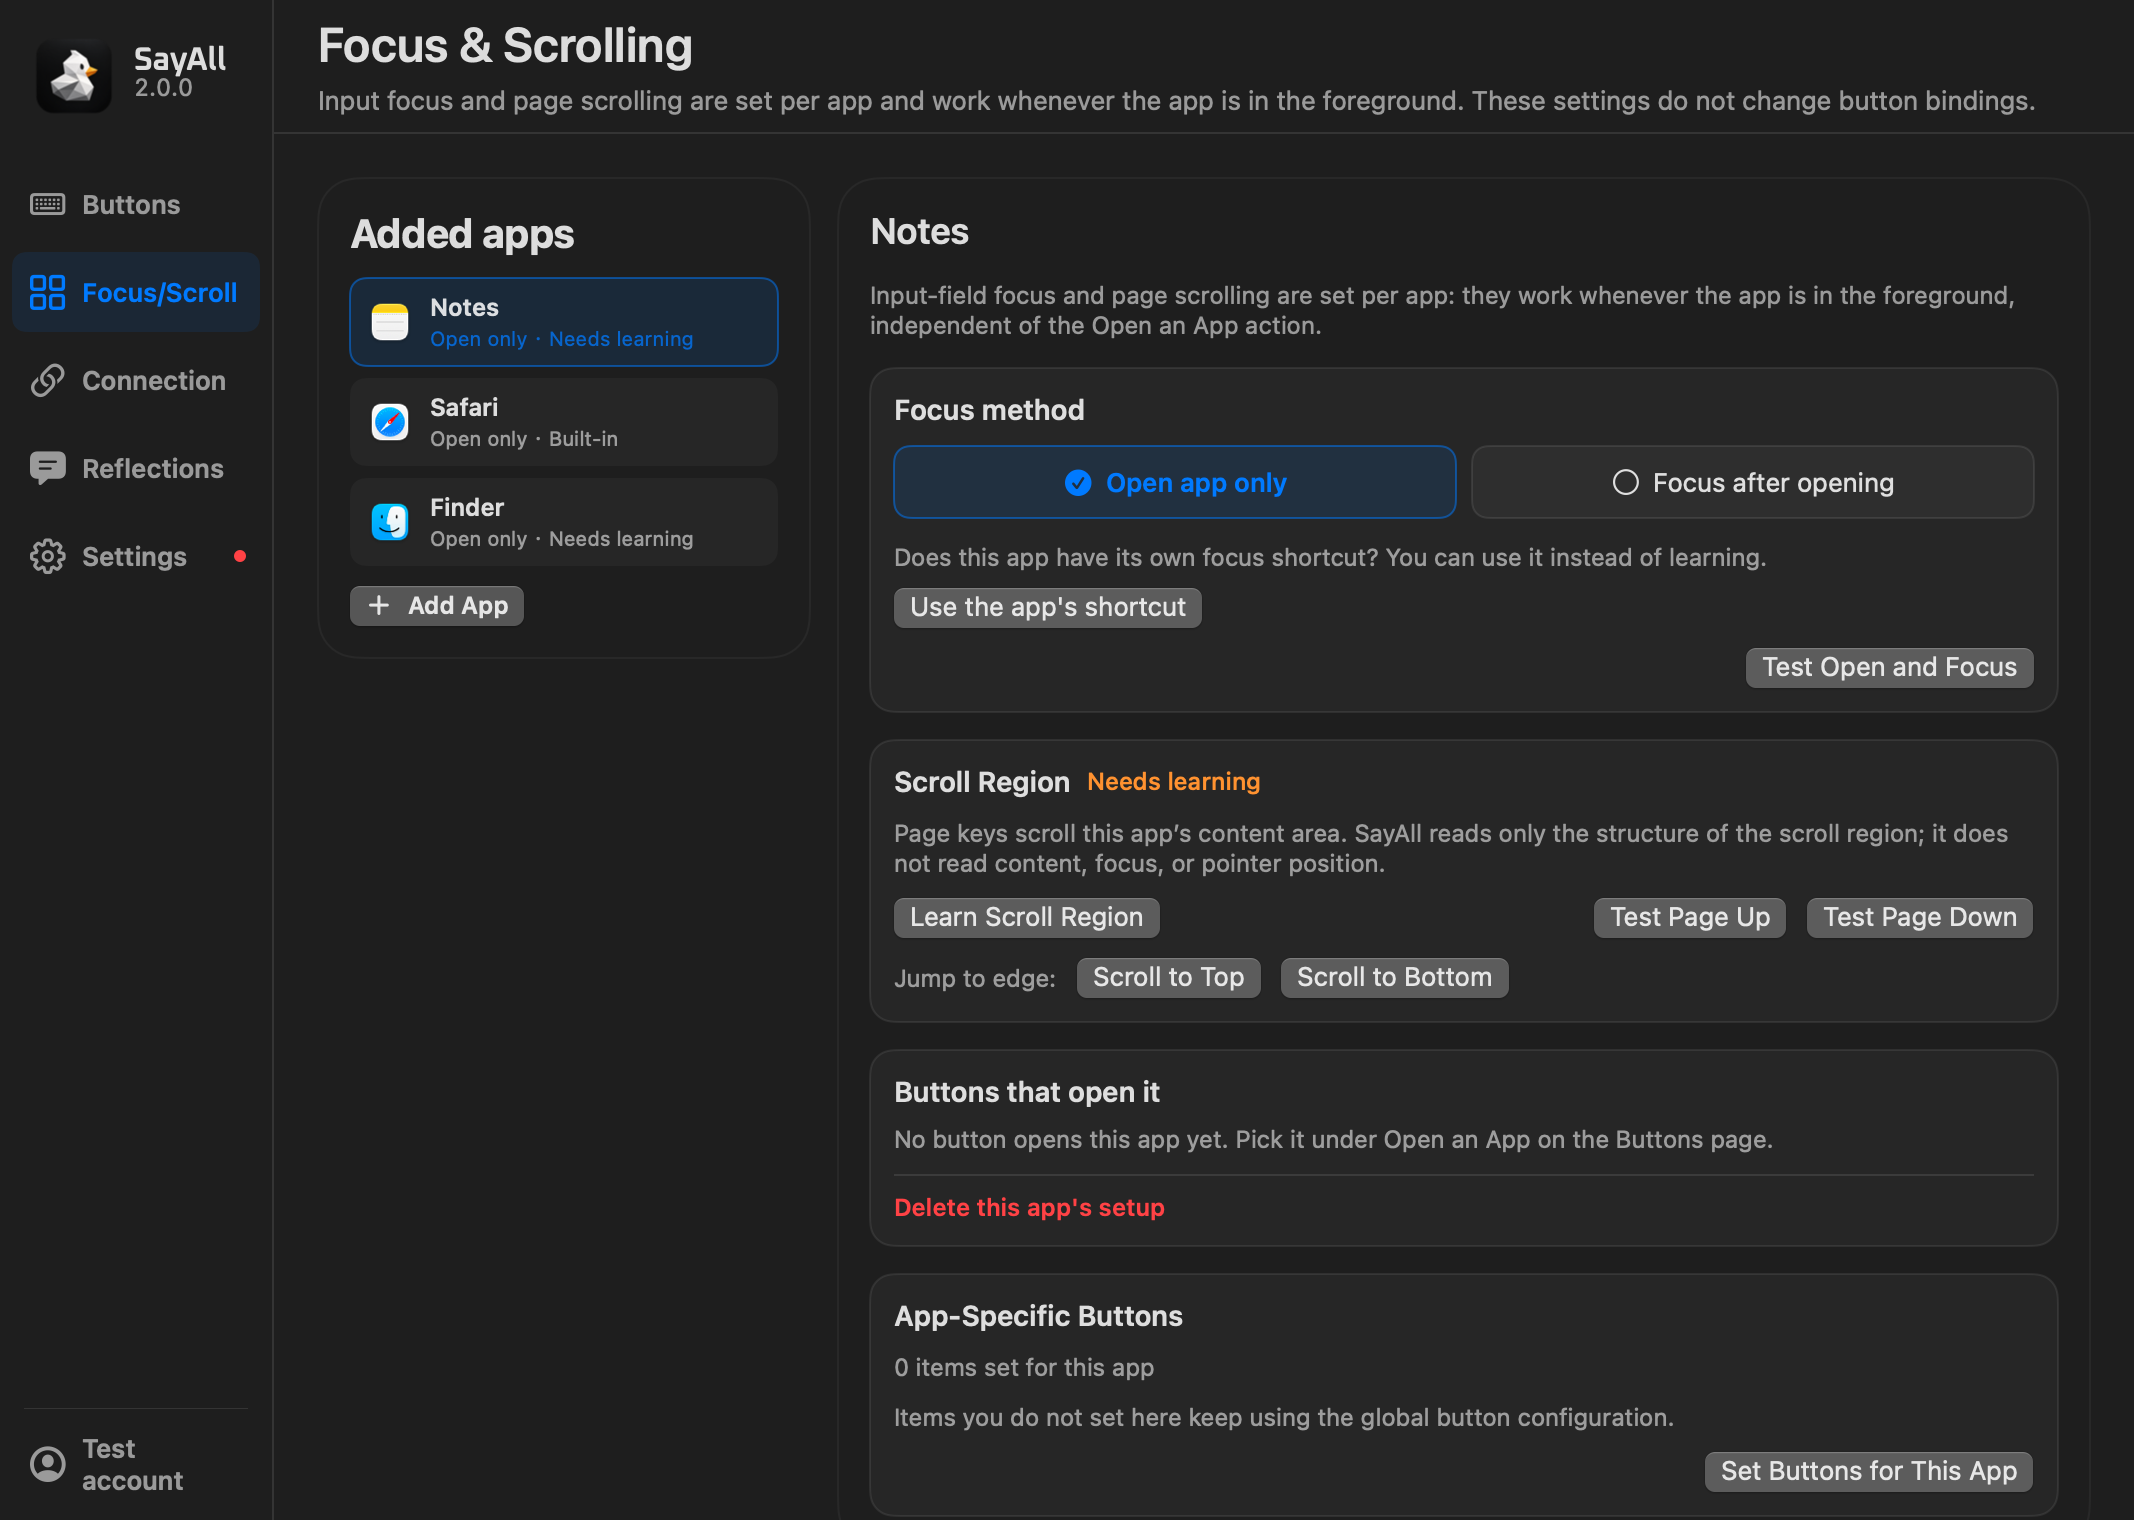 SayAll
2.0.0
Buttons
Focus/Scroll
Connection
Reflections
Settings
Test
account
Focus & Scrolling
Input focus and page scrolling are set per app and work whenever the app is in the foreground. These settings do not change button bindings.
Added apps
Notes
Open only · Needs learning
Safari
Open only · Built-in
Finder
Open only · Needs learning
+ Add App
Notes
Input-field focus and page scrolling are set per app: they work whenever the app is in the foreground,
independent of the Open an App action.
Focus method
Open app only
Focus after opening
Does this app have its own focus shortcut? You can use it instead of learning.
Use the app's shortcut
Test Open and Focus
Scroll Region Needs learning
Page keys scroll this app’s content area. SayAll reads only the structure of the scroll region; it does
not read content, focus, or pointer position.
Learn Scroll Region
Test Page Up
Test Page Down
Jump to edge: Scroll to Top Scroll to Bottom
Buttons that open it
No button opens this app yet. Pick it under Open an App on the Buttons page.
Delete this app's setup
App-Specific Buttons
0 items set for this app
Items you do not set here keep using the global button configuration.
Set Buttons for This App